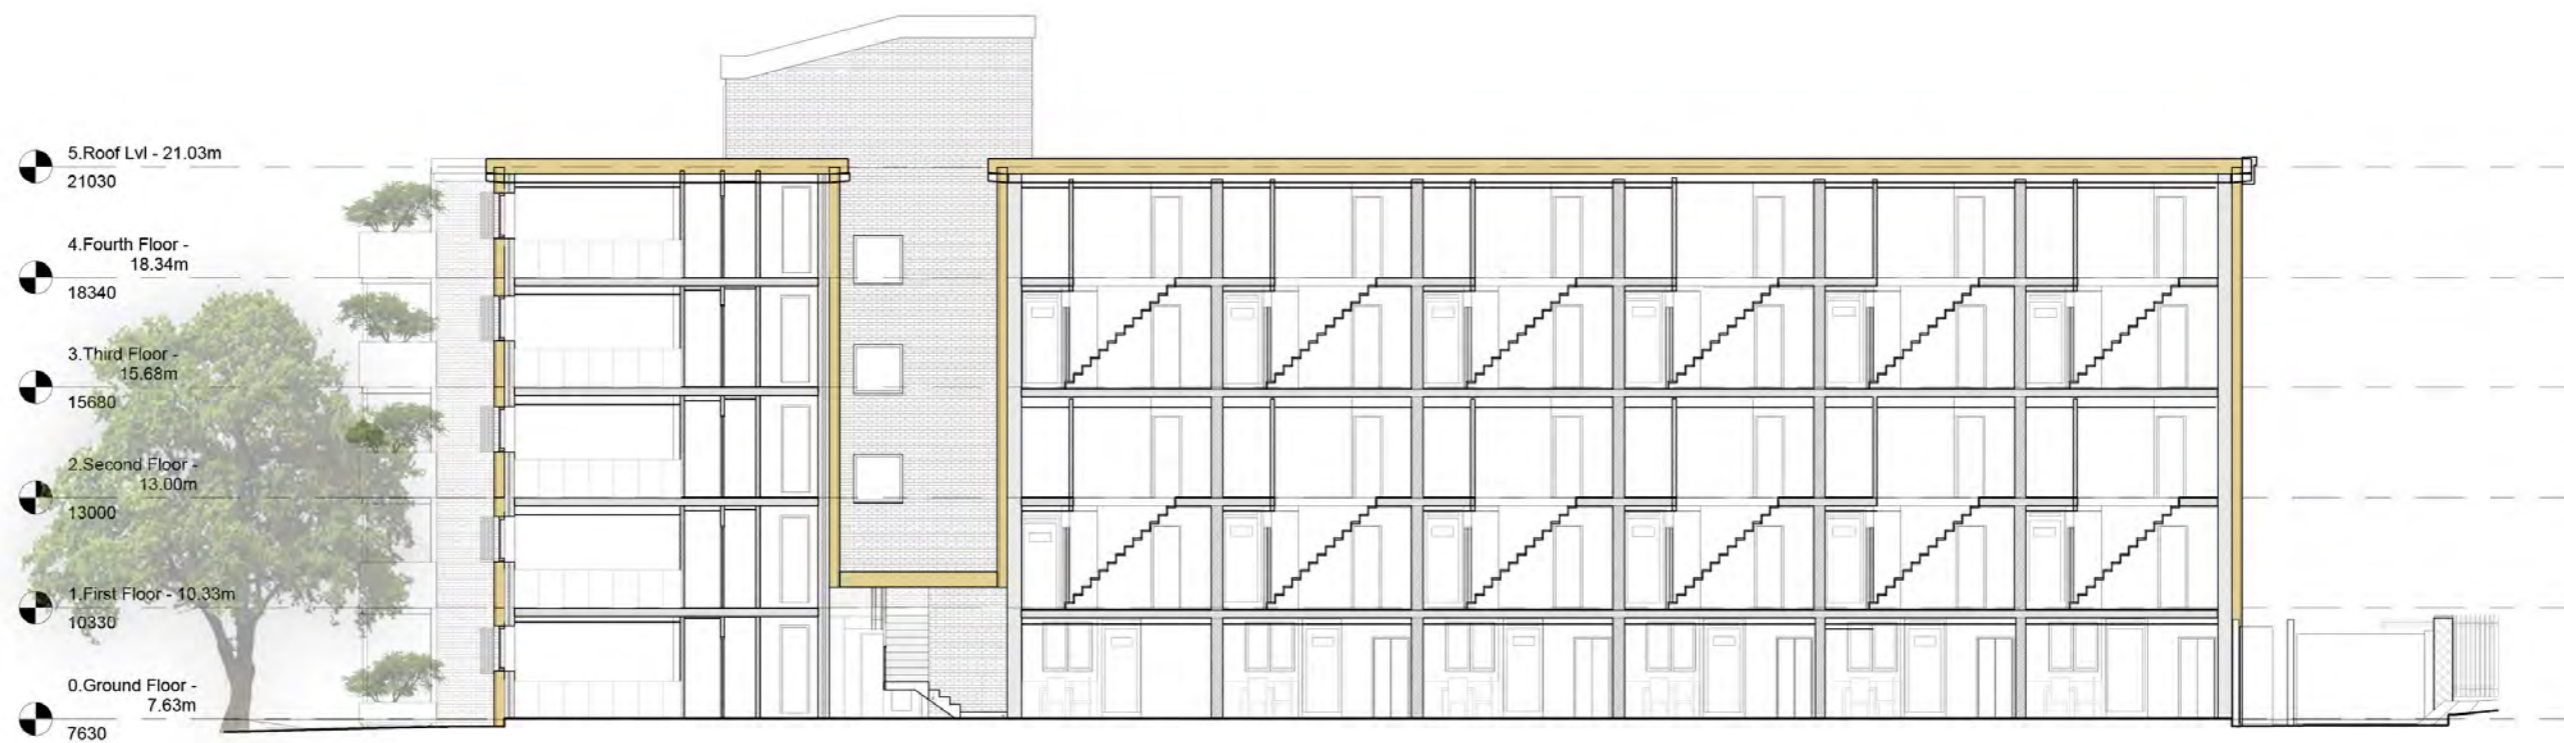 5.Roof Lvl - 21.03m
21030
4.Fourth Floor -
18.34m
18340
3.Third Floor -
15.68m
15680
2.Second Floor -
13.00m
13000
1.First Floor - 10.33m
10330
0.Ground Floor -
7.63m
7630